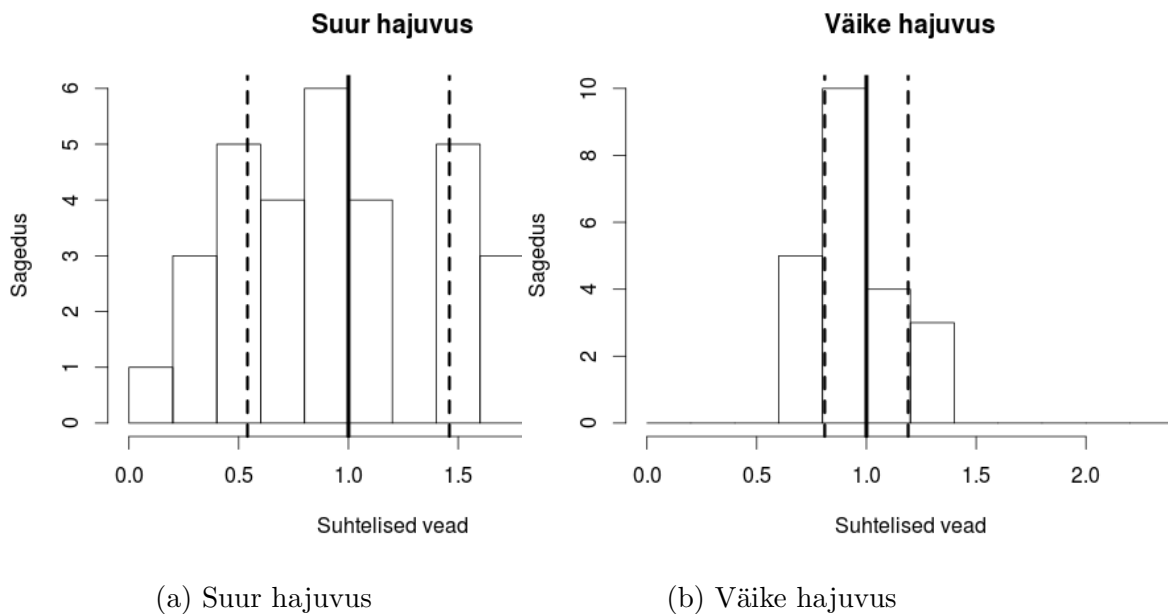 Suur hajuvus
Väike hajuvus
Sagedus
0 1 2 3 4 5 6
0.0 0.5 1.0 1.5
Suhtelised vead
Sagedus
0 2 4 6 8 10
0.0 0.5 1.0 1.5 2.0
Suhtelised vead
(a) Suur hajuvus
(b) Väike hajuvus